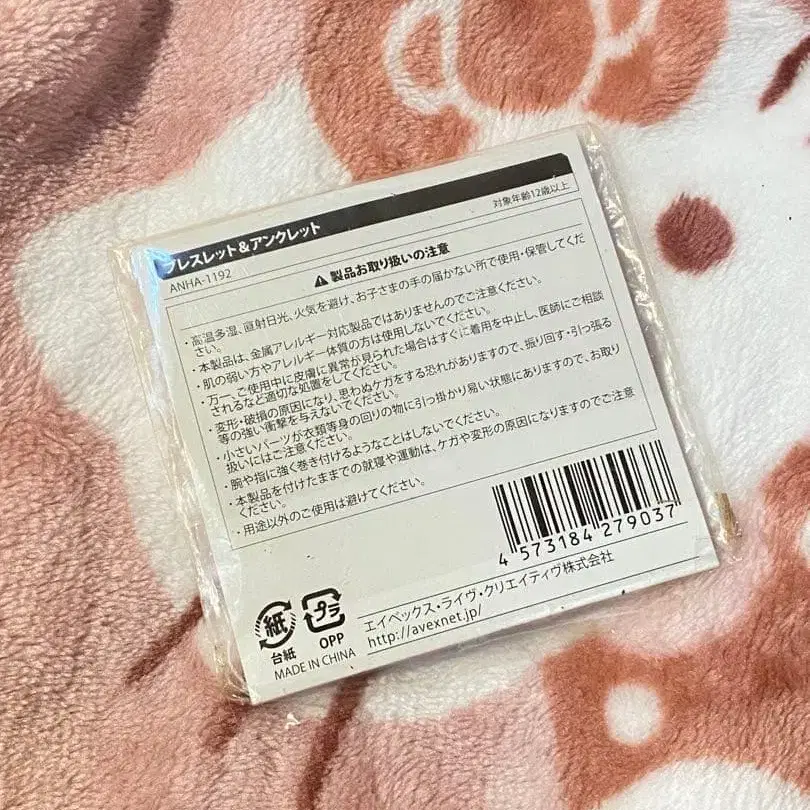 ブレスレット&アンクレット
ANHA-1192
対象年齢12歳以上
製品お取り扱いの注意
・高温多湿、直射日光、火気を避け、お子さまの手の届かない所で使用・保管してくだ
さい。
・本製品は、金属アレルギー対応製品ではありませんのでご注意ください。
・肌の弱い方やアレルギー体質の方は使用しないでください。
・万一、ご使用中に皮膚に異常が見られた場合はすぐに着用を中止し、医師にご相談
されるなど適切な処置をしてください。
・変形・破損の原因になり、思わぬケガをする恐れがありますので、振り回す・引っ張る
等の強い衝撃を与えないでください。
・小さいパーツが衣類等身の回りの物に引っ掛かり易い状態にありますので、お取り
扱いにはご注意ください。
・腕や指に強く巻き付けるようなことはしないでください。
・本製品を付けたままでの就寝や運動は、ケガや変形の原因になりますのでご注意
ください。
・用途以外のご使用は避けてください。
4 573184 279037
紙
台紙
プラ
OPP
エイベックス・ライヴ・クリエイティヴ株式会社
http://avexnet.jp/
MADE IN CHINA